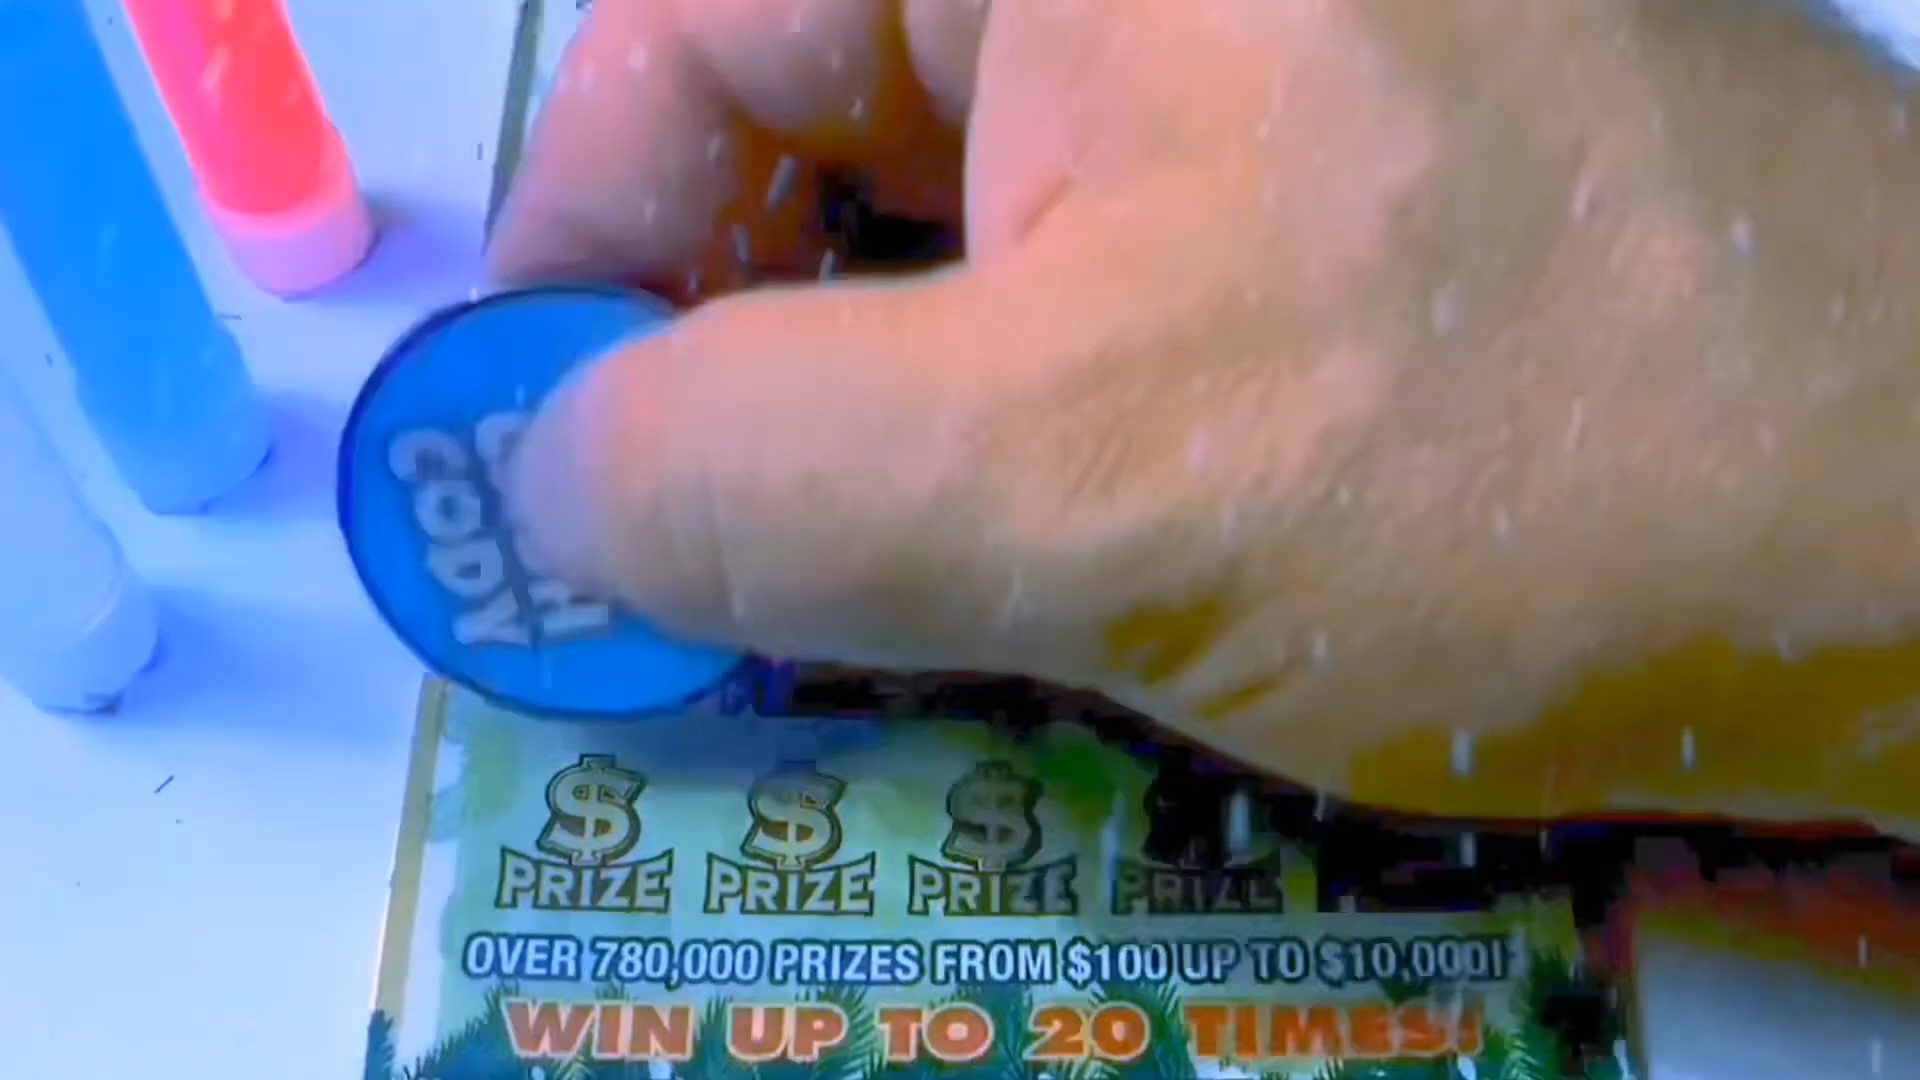 CODY
PRIZE PRIZE PRIZE PRIZE
OVER 780,000 PRIZES FROM $100 UP TO $10,000!
WIN UP TO 20 TIMES!